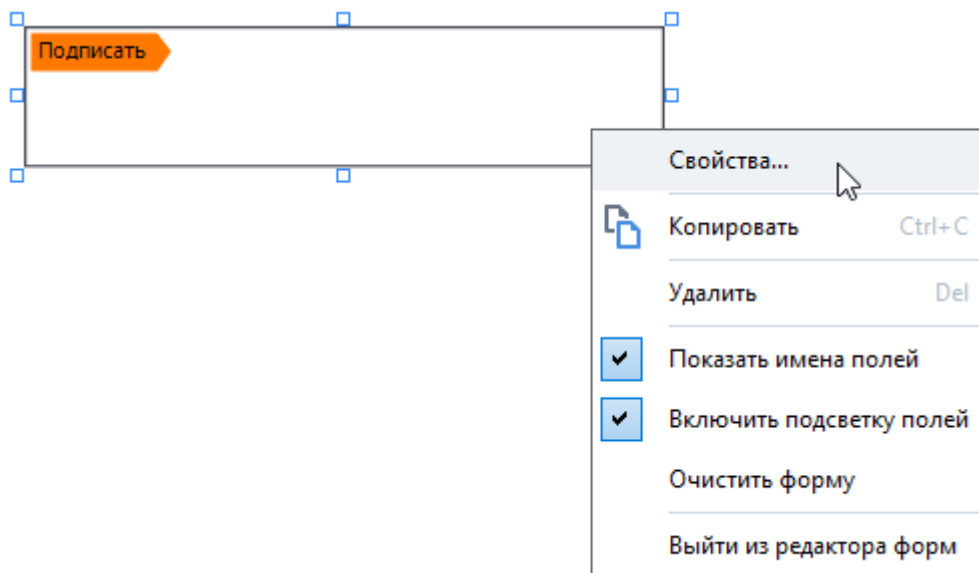 Подписать
Свойства...
Копировать Ctrl+C
Удалить Del
Показать имена полей
Включить подсветку полей
Очистить форму
Выйти из редактора форм